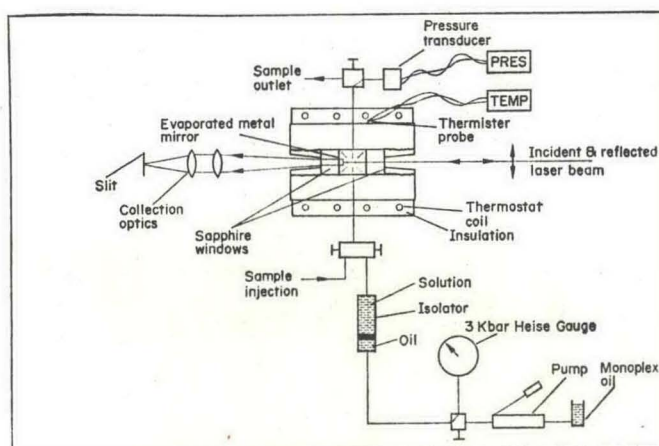 Pressure
transducer
PRES
Sample
outlet
TEMP
Evaporated metal
mirror
Thermister
probe
Incident & reflected
laser beam
Slit
Collection
optics
Sapphire
windows
Thermostat
coil
Insulation
Sample
injection
Solution
Isolator
3 Kbar Heise Gauge
Oil
Pump
Monoplex
oil